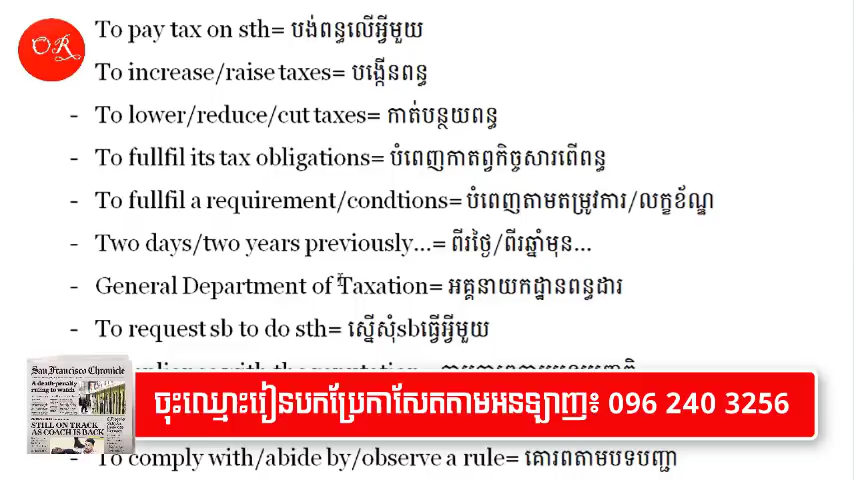 OR
To pay tax on sth= បង់ពន្ធលើអ្វីមួយ
To increase/raise taxes= បង្កើនពន្ធ
- To lower/reduce/cut taxes= កាត់បន្ថយពន្ធ
- To fullfil its tax obligations= បំពេញកាតព្វកិច្ចសារពើពន្ធ
- To fullfil a requirement/condtions= បំពេញតាមតម្រូវការ/លក្ខខ័ណ្ឌ
- Two days/two years previously...= ពីរថ្ងៃ/ពីរឆ្នាំមុន...
- General Department of Taxation= អគ្គនាយកដ្ឋានពន្ធដារ
- To request sb to do sth= ស្នើសុំsbធ្វើអ្វីមួយ
San Francisco Chronicle
A death-penalty
ruling to watch
STILL ON TRACK
AS COACH IS BACK
ចុះឈ្មោះរៀនបកប្រែកាសែតតាមអនឡាញ៖ 096 240 3256
To comply with/abide by/observe a rule= គោរពតាមបទបញ្ជា